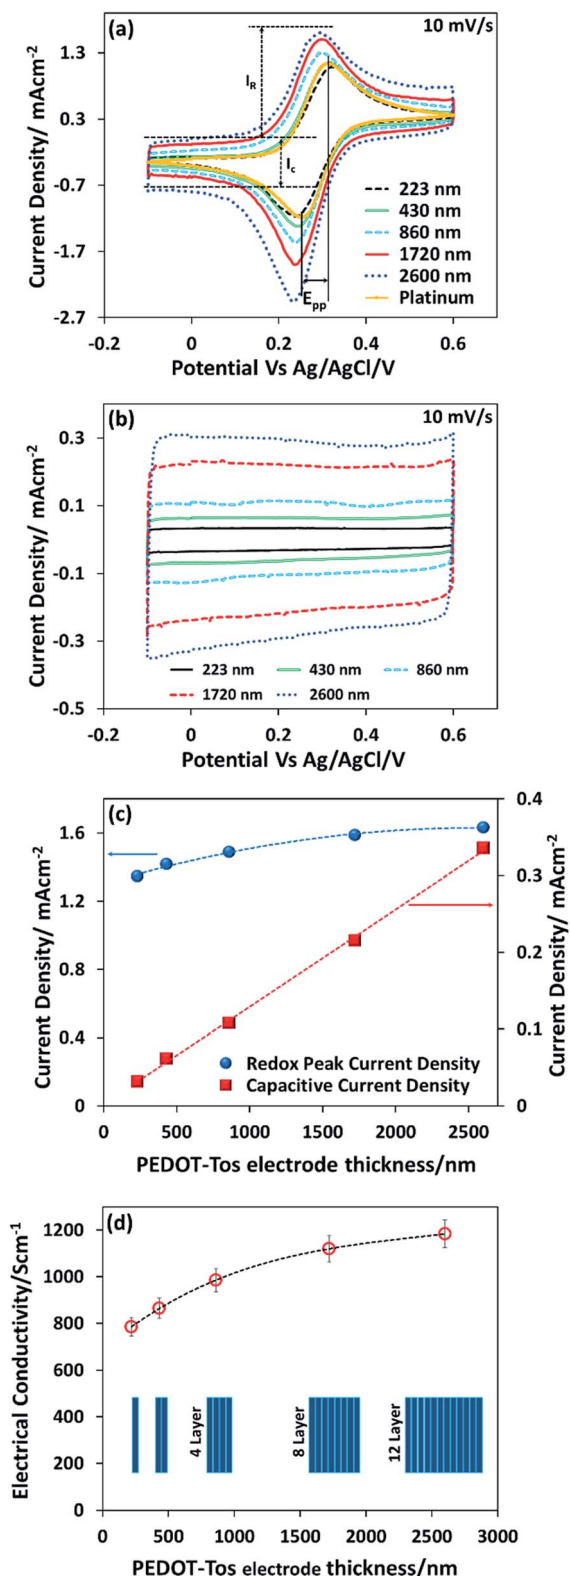 (a)
10 mV/s
Current Density/ mAcm-2
1.3
0.3
-0.7
-1.7
-2.7
IR
Ic
Epp
223 nm
430 nm
860 nm
1720 nm
2600 nm
Platinum
-0.2
0
0.2
0.4
0.6
Potential Vs Ag/AgCl/V
(b)
10 mV/s
Current Density/ mAcm-2
0.3
0.1
-0.1
-0.3
-0.5
223 nm
430 nm
860 nm
1720 nm
2600 nm
-0.2
0
0.2
0.4
0.6
Potential Vs Ag/AgCl/V
(c)
Current Density/ mAcm-2
1.6
1.2
0.8
0.4
0
0.4
0.3
0.2
0.1
0
Current Density/ mAcm-2
Redox Peak Current Density
Capacitive Current Density
0
500
1000
1500
2000
2500
PEDOT-Tos electrode thickness/nm
(d)
Electrical Conductivity/Scm-1
1200
1000
800
600
400
200
0
4 Layer
8 Layer
12 Layer
0
500
1000
1500
2000
2500
3000
PEDOT-Tos electrode thickness/nm